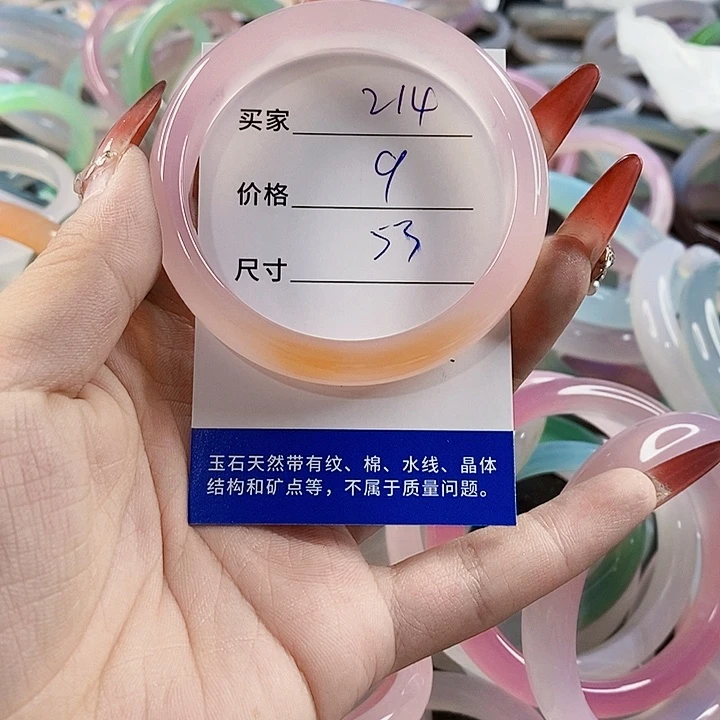 买家 214
价格 9
尺寸 53
玉石天然带有纹、棉、水线、晶体
结构和矿点等，不属于质量问题。